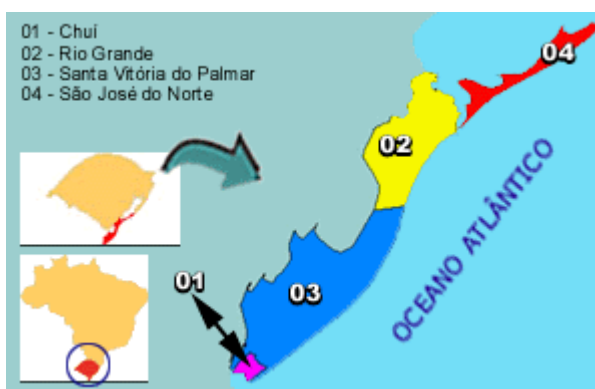 01 - Chuí
02 - Rio Grande
03 - Santa Vitória do Palmar
04 - São José do Norte
04
02
01
03
OCEANO ATLÂNTICO